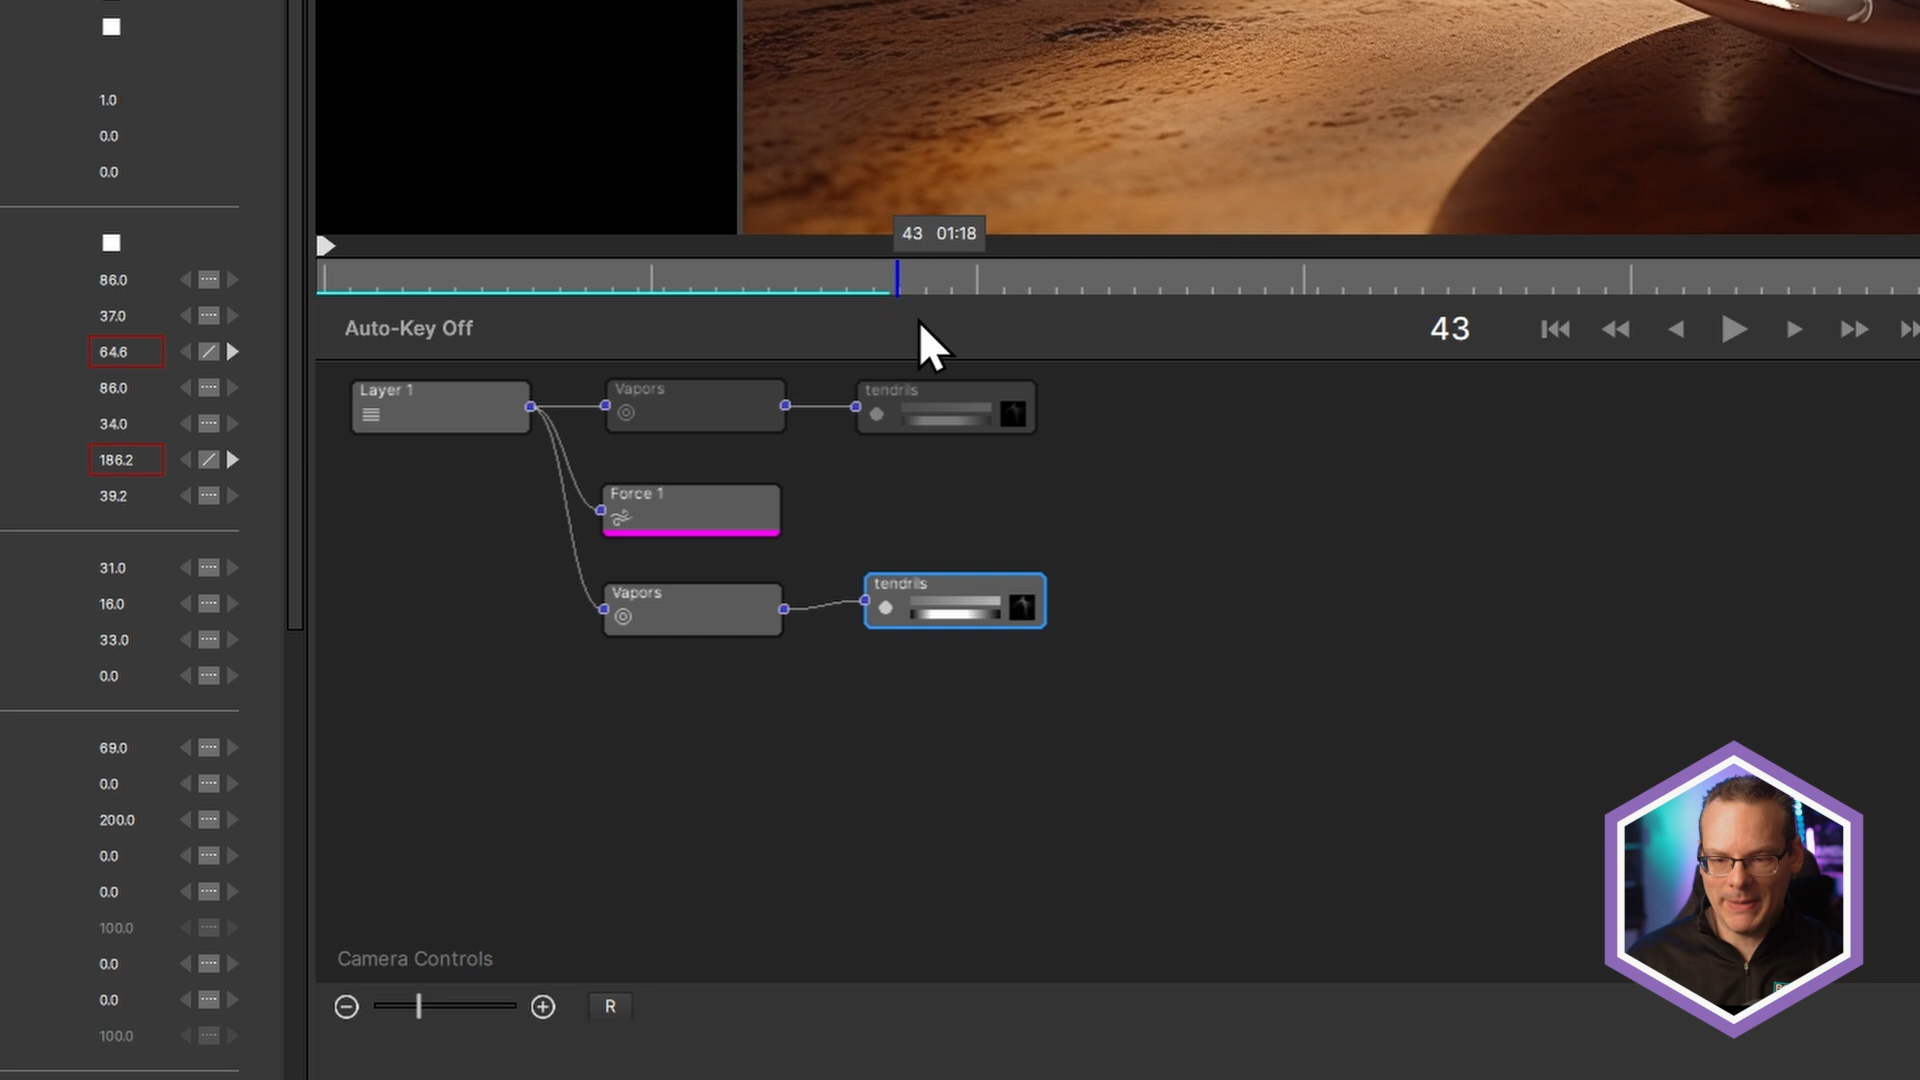 1.0
0.0
0.0
86.0
37.0
64.6
86.0
34.0
186.2
39.2
31.0
16.0
33.0
0.0
69.0
0.0
200.0
0.0
0.0
100.0
0.0
0.0
100.0
43 01:18
Auto-Key Off
43
Layer 1
Vapors
tendrils
Force 1
Vapors
tendrils
Camera Controls
R